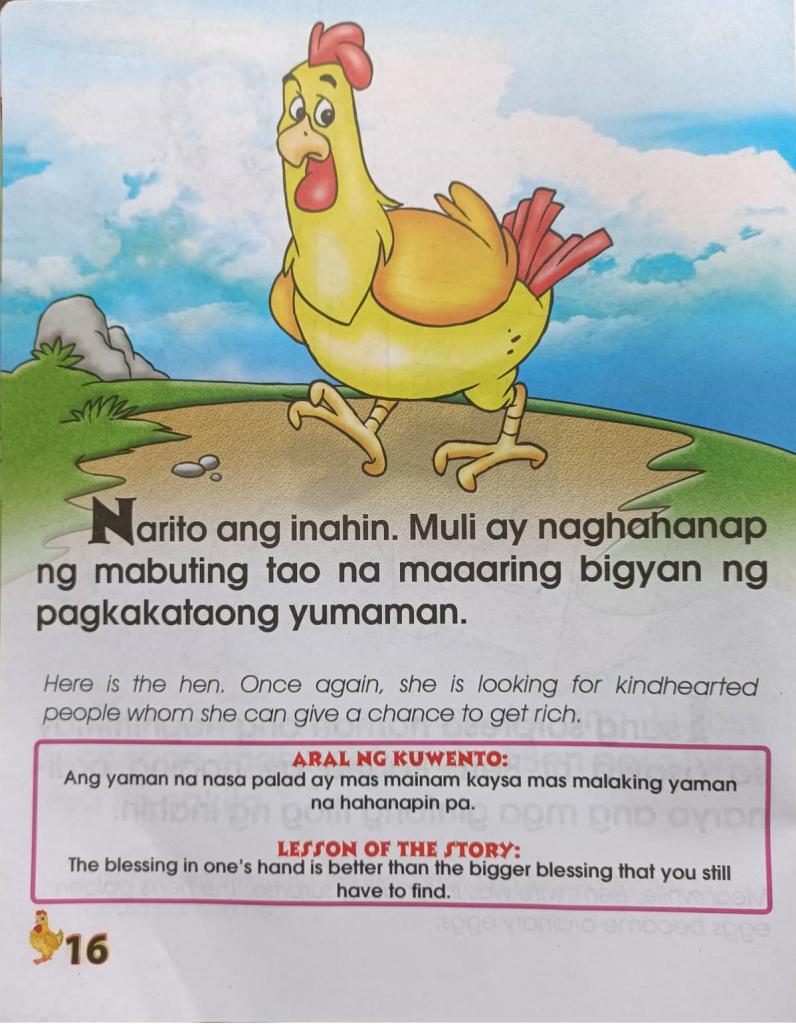 Narito ang inahin. Muli ay naghahanap
ng mabuting tao na maaaring bigyan ng
pagkakataong yumaman.
Here is the hen. Once again, she is looking for kindhearted
people whom she can give a chance to get rich.
ARAL NG KUWENTO:
Ang yaman na nasa palad ay mas mainam kaysa mas malaking yaman
na hahanapin pa.
LESSON OF THE STORY:
The blessing in one's hand is better than the bigger blessing that you still
have to find.
16